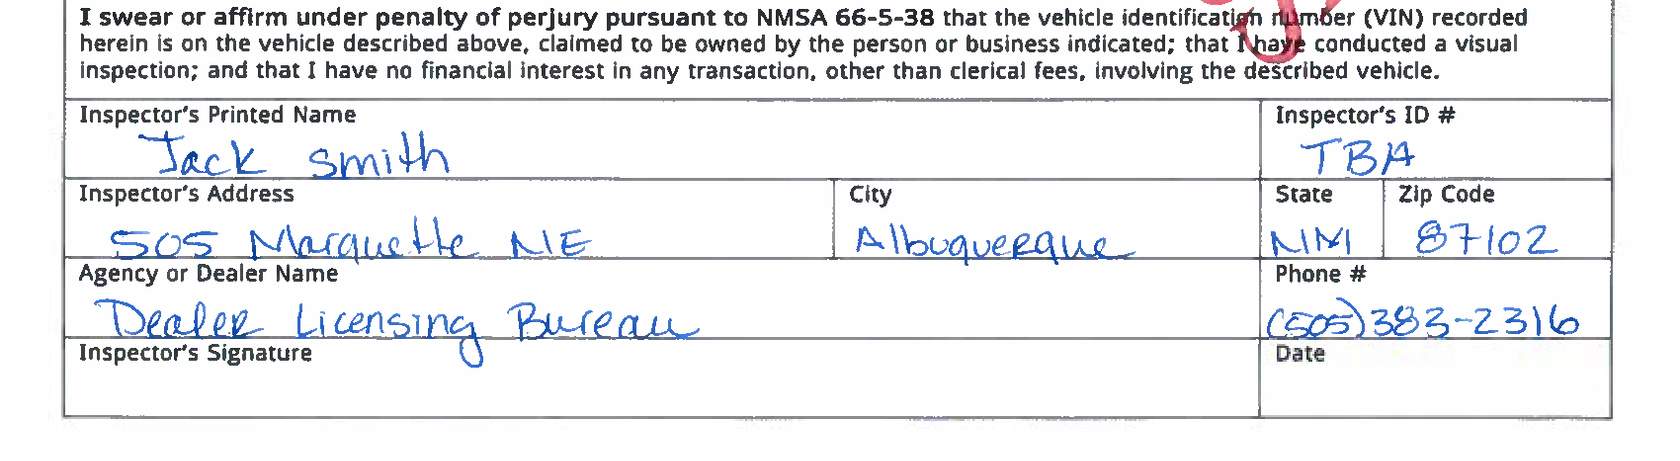 I swear or affirm under penalty of perjury pursuant to NMSA 66-5-38 that the vehicle identification number (VIN) recorded
herein is on the vehicle described above, claimed to be owned by the person or business indicated; that I have conducted a visual
inspection; and that I have no financial interest in any transaction, other than clerical fees, involving the described vehicle.
Inspector's Printed Name Inspector's ID #
Jack Smith TBA
Inspector's Address City State Zip Code
505 Marquette NE Albuquerque NM 87102
Agency or Dealer Name Phone #
Dealer Licensing Bureau (505)383-2316
Inspector's Signature Date